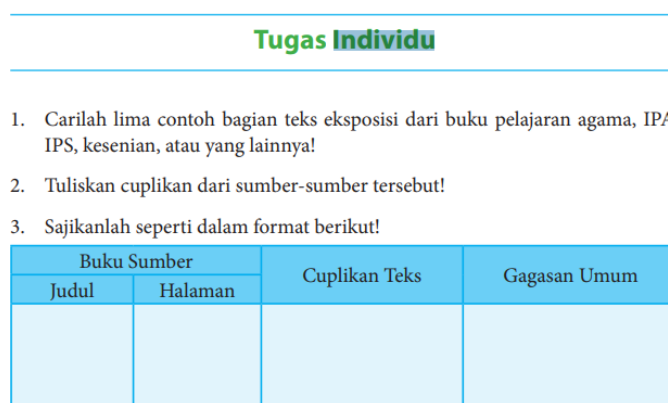 Tugas Individu
1. Carilah lima contoh bagian teks eksposisi dari buku pelajaran agama, IPA
IPS, kesenian, atau yang lainnya!
2. Tuliskan cuplikan dari sumber-sumber tersebut!
3. Sajikanlah seperti dalam format berikut!
Buku Sumber
Cuplikan Teks
Gagasan Umum
Judul
Halaman